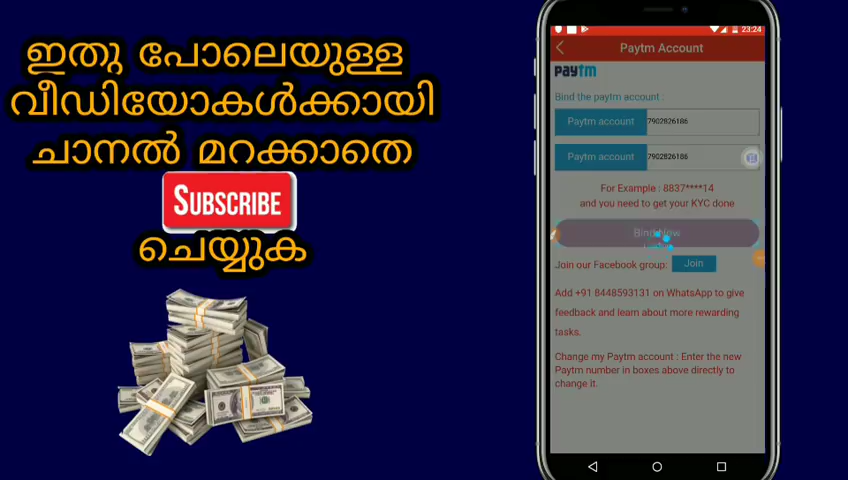 ഇതു പോലെയുള്ള
വീഡിയോകൾക്കായി
ചാനൽ മറക്കാതെ
SUBSCRIBE
ചെയ്യുക
23:24
Paytm Account
paytm
Bind the paytm account :
Paytm account 7902826186
Paytm account 7902826186
For Example : 8837****14
and you need to get your KYC done
Bind Now
Join our Facebook group: Join
Add +91 8448593131 on WhatsApp to give
feedback and learn about more rewarding
tasks.
Change my Paytm account : Enter the new
Paytm number in boxes above directly to
change it.